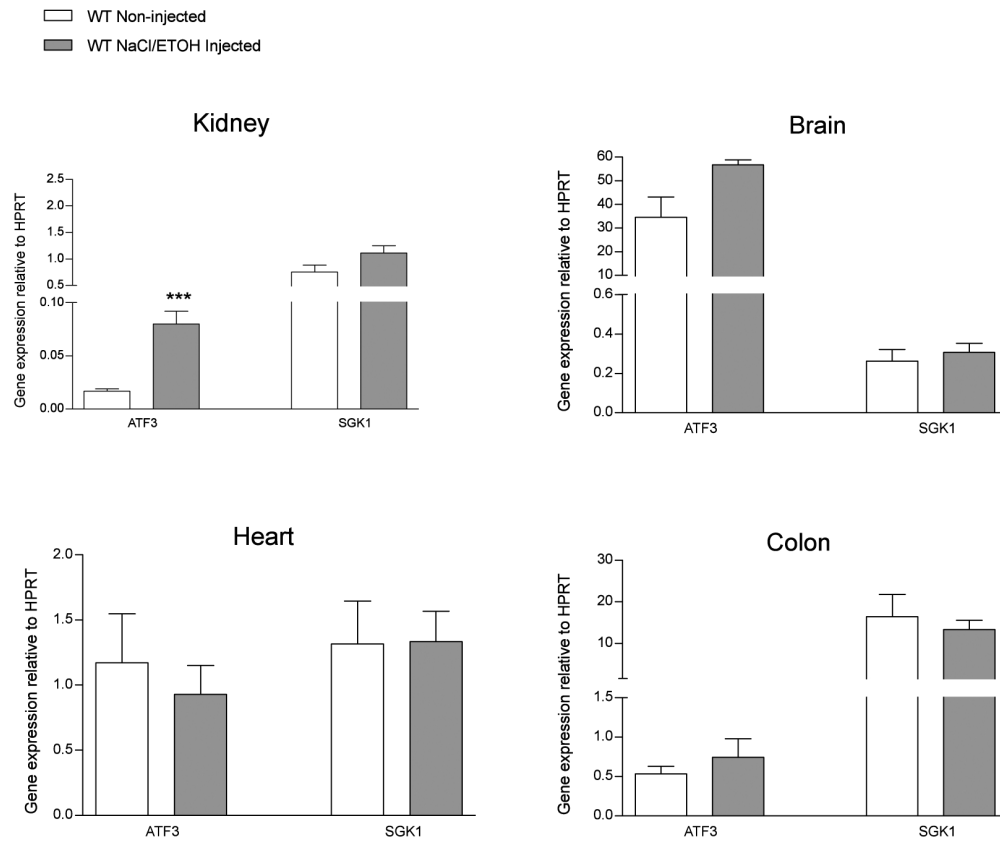 WT Non-injected
WT NaCl/ETOH Injected
Kidney
Gene expression relative to HPRT
2.5
2.0
1.5
1.0
0.5
0.10
0.05
0.00
***
ATF3
SGK1
Brain
Gene expression relative to HPRT
60
50
40
30
20
10
0.6
0.4
0.2
0.0
ATF3
SGK1
Heart
Gene expression relative to HPRT
2.0
1.5
1.0
0.5
0.0
ATF3
SGK1
Colon
Gene expression relative to HPRT
30
20
10
1.5
1.0
0.5
0.0
ATF3
SGK1